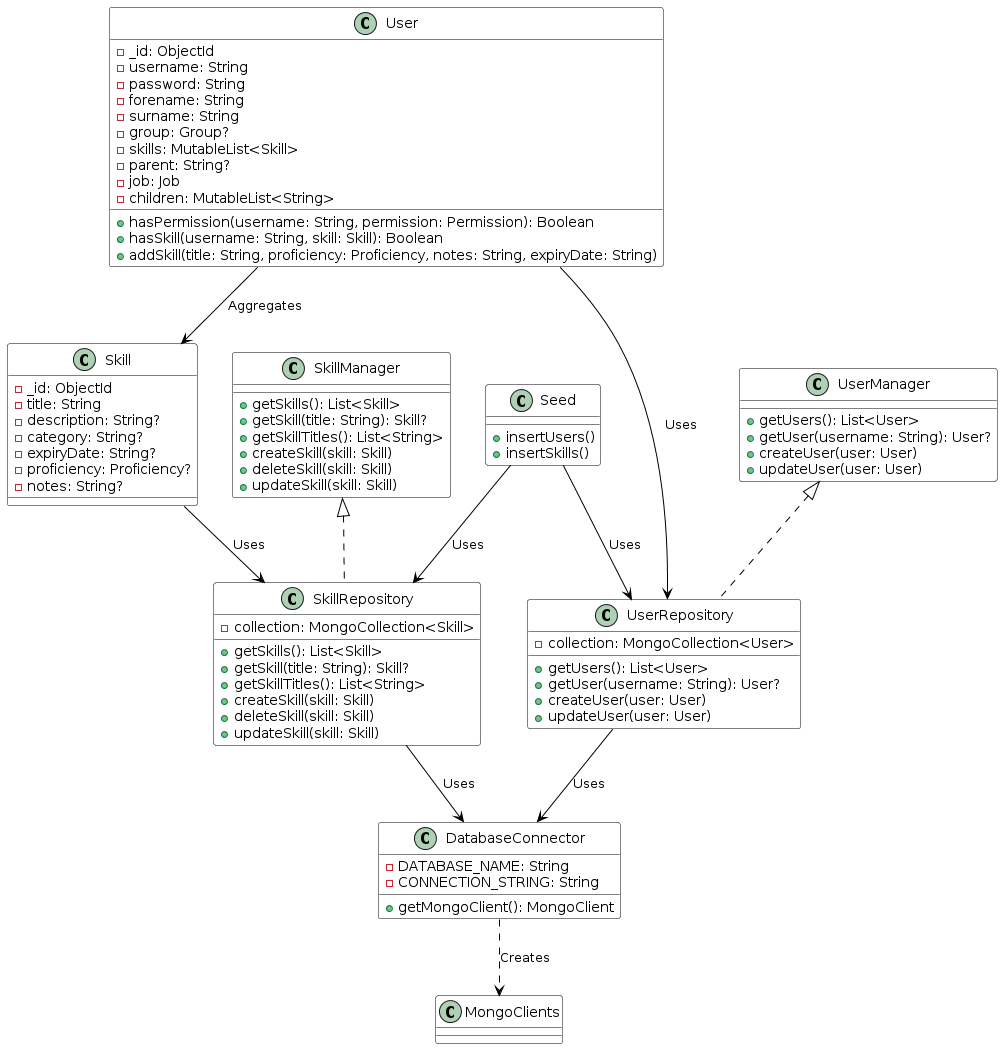 C User
_id: ObjectId
username: String
password: String
forename: String
surname: String
group: Group?
skills: MutableList<Skill>
parent: String?
job: Job
children: MutableList<String>
hasPermission(username: String, permission: Permission): Boolean
hasSkill(username: String, skill: Skill): Boolean
addSkill(title: String, proficiency: Proficiency, notes: String, expiryDate: String)
Aggregates
Uses
C Skill
_id: ObjectId
title: String
description: String?
category: String?
expiryDate: String?
proficiency: Proficiency?
notes: String?
C SkillManager
getSkills(): List<Skill>
getSkill(title: String): Skill?
getSkillTitles(): List<String>
createSkill(skill: Skill)
deleteSkill(skill: Skill)
updateSkill(skill: Skill)
C Seed
insertUsers()
insertSkills()
C UserManager
getUsers(): List<User>
getUser(username: String): User?
createUser(user: User)
updateUser(user: User)
Uses
Uses
Uses
C SkillRepository
collection: MongoCollection<Skill>
getSkills(): List<Skill>
getSkill(title: String): Skill?
getSkillTitles(): List<String>
createSkill(skill: Skill)
deleteSkill(skill: Skill)
updateSkill(skill: Skill)
C UserRepository
collection: MongoCollection<User>
getUsers(): List<User>
getUser(username: String): User?
createUser(user: User)
updateUser(user: User)
Uses
Uses
C DatabaseConnector
DATABASE_NAME: String
CONNECTION_STRING: String
getMongoClient(): MongoClient
Creates
C MongoClients